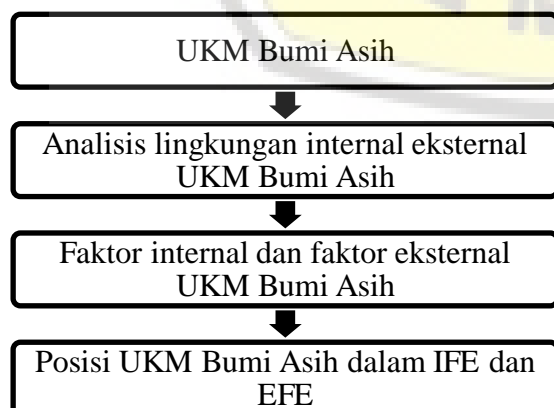 UKM Bumi Asih
Analisis lingkungan internal eksternal
UKM Bumi Asih
Faktor internal dan faktor eksternal
UKM Bumi Asih
Posisi UKM Bumi Asih dalam IFE dan
EFE